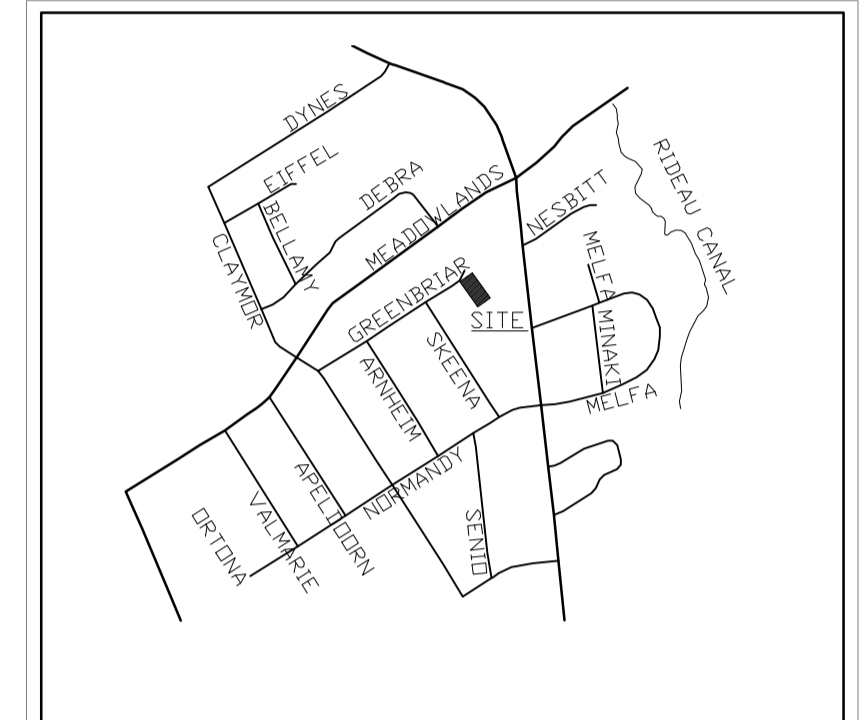 DYNES
EIFFEL
BELLAMY
DEBRA
CLAYMOR
MEADOWLANDS
NESBITT
RIDEAU CANAL
MELFA
MINAKI
MELFA
GREENBRIAR
SITE
SKEENA
ARNHEIM
NORMANDY
APELDOORN
VALMARIE
ORTONA
SENIO